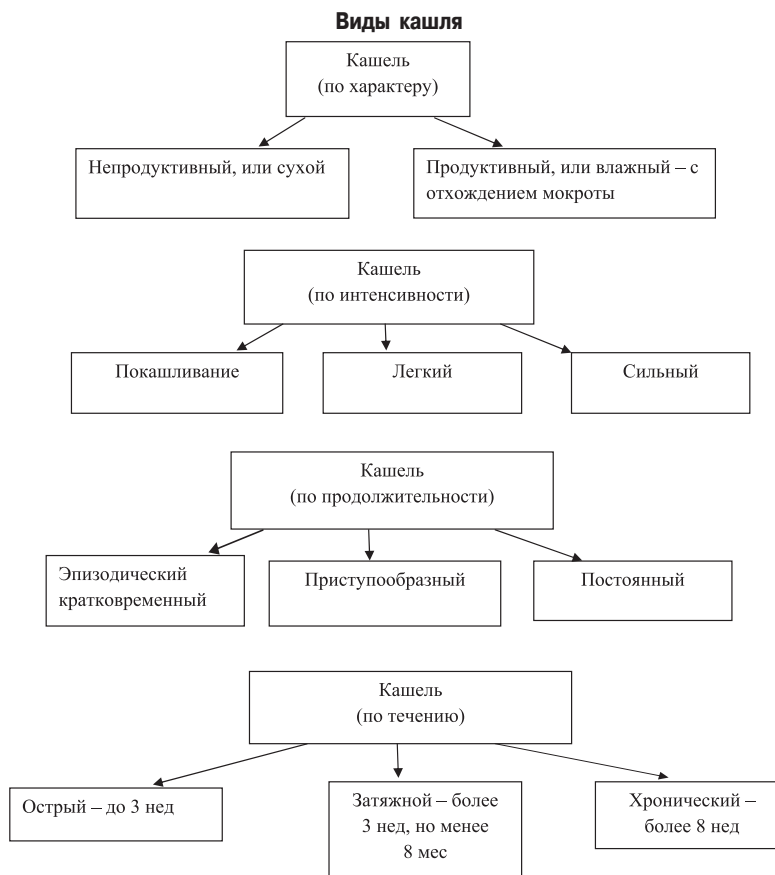 Виды кашля
Кашель
(по характеру)
Непродуктивный, или сухой
Продуктивный, или влажный – с
отхождением мокроты
Кашель
(по интенсивности)
Покашливание
Легкий
Сильный
Кашель
(по продолжительности)
Эпизодический
кратковременный
Приступообразный
Постоянный
Кашель
(по течению)
Острый – до 3 нед
Затяжной – более
3 нед, но менее
8 мес
Хронический –
более 8 нед